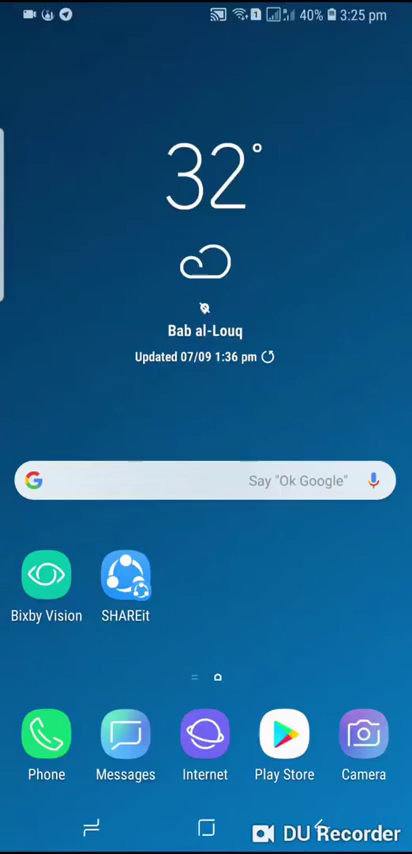 1 40% 3:25 pm
32°
Bab al-Louq
Updated 07/09 1:36 pm
G Say "Ok Google"
Bixby Vision SHAREit
Phone Messages Internet Play Store Camera
DU Recorder